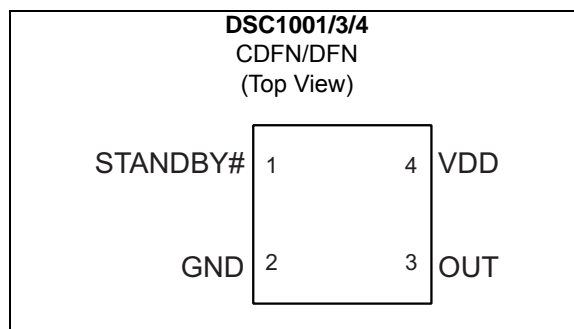 DSC1001/3/4
CDFN/DFN
(Top View)
STANDBY# 1 4 VDD
GND 2 3 OUT